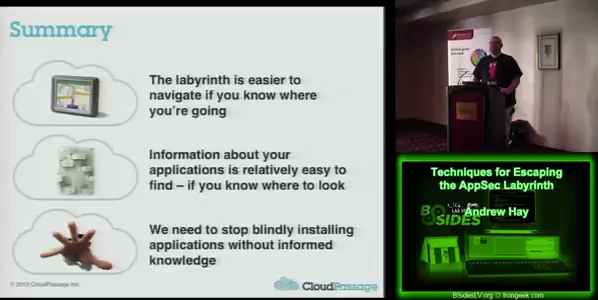 Summary
The labyrinth is easier to
navigate if you know where
you're going
Information about your
applications is relatively easy to
find – if you know where to look
We need to stop blindly installing
applications without informed
knowledge
© 2013 CloudPassage Inc.
CloudPassage
Techniques for Escaping
the AppSec Labyrinth
Andrew Hay
BSIDES
LAS
BSidesLV.org © Irongeek.com